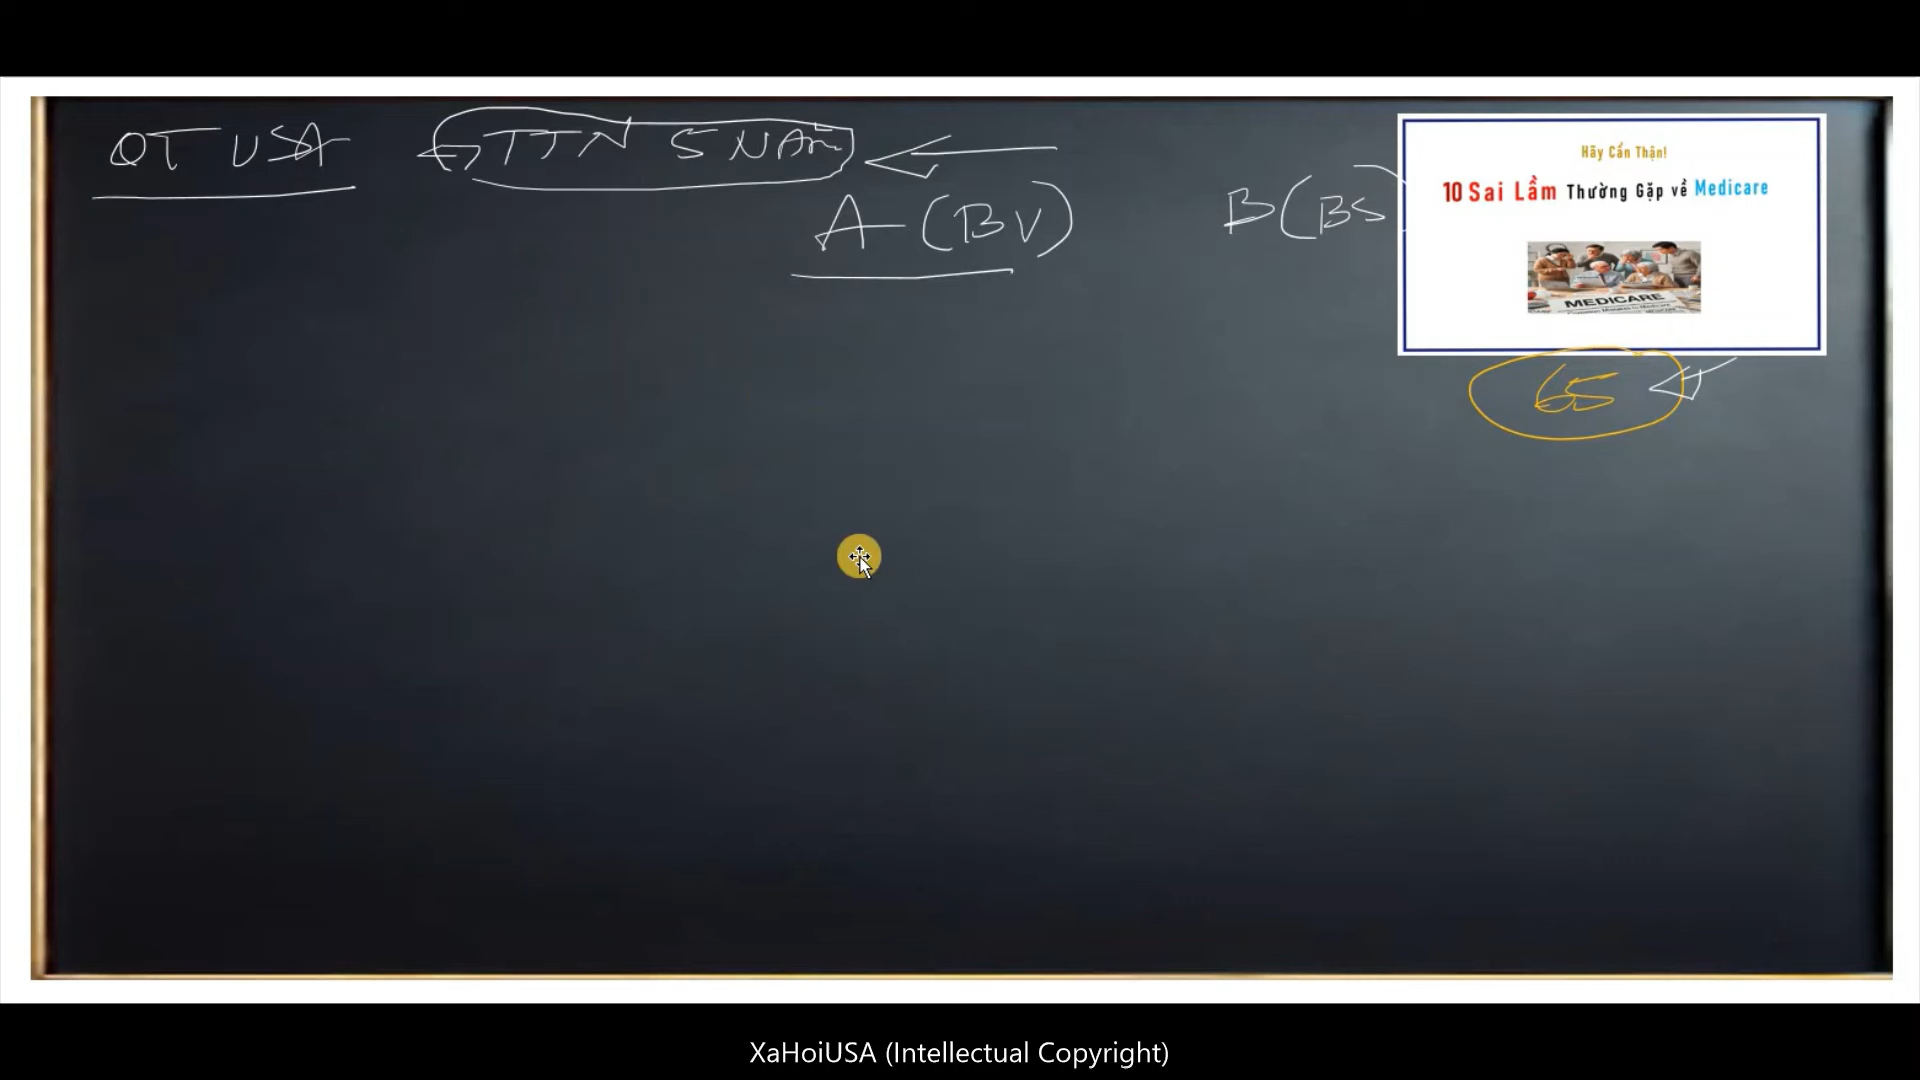 QT USA
TTN 5 NĂM
A (BV)
B (BS
Hãy Cẩn Thận!
10 Sai Lầm Thường Gặp về Medicare
MEDICARE
65
XaHoiUSA (Intellectual Copyright)